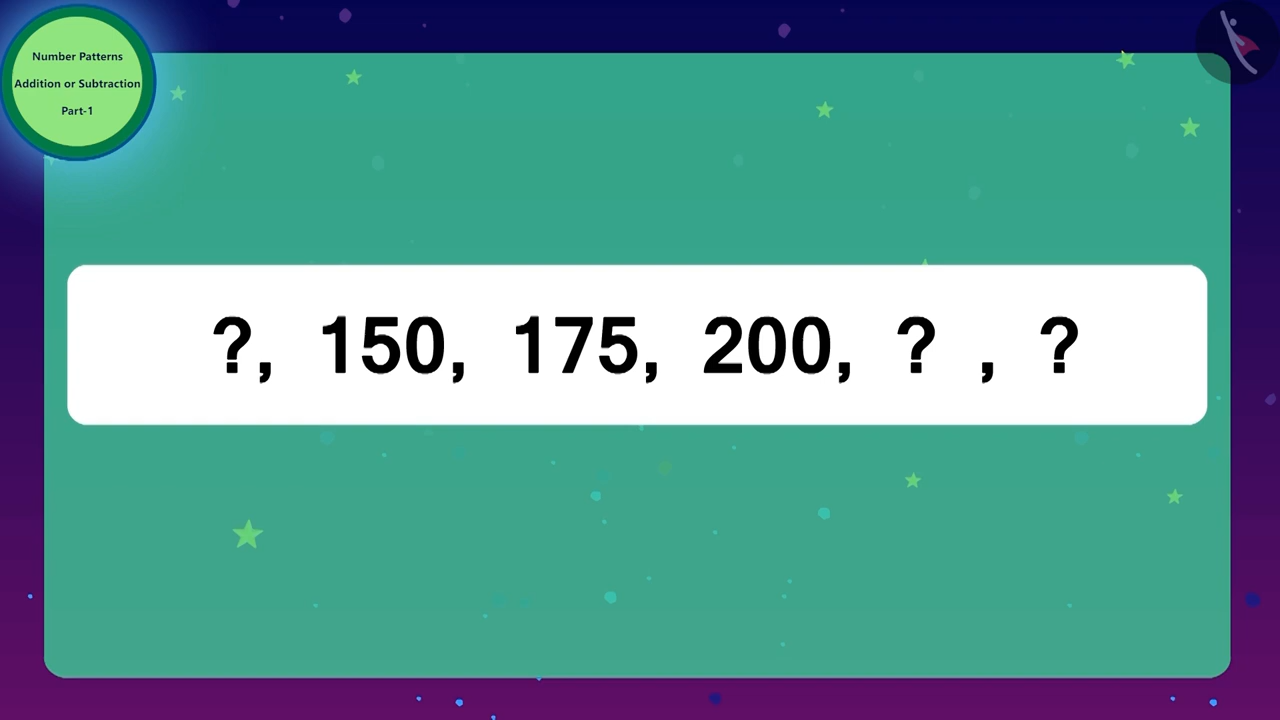 Number Patterns
Addition or Subtraction
Part-1
?, 150, 175, 200, ? , ?